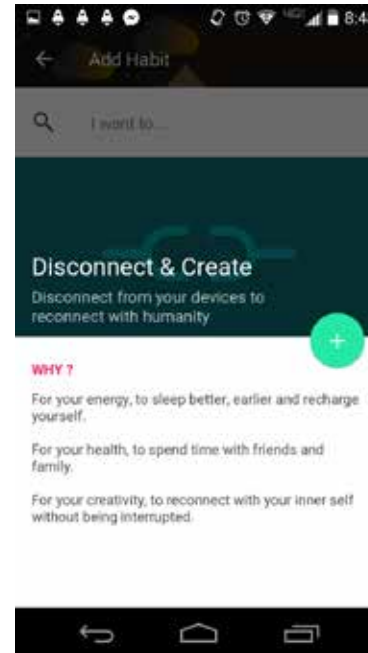 8:4
Add Habit
I want to...
Disconnect & Create
Disconnect from your devices to
reconnect with humanity
WHY ?
For your energy, to sleep better, earlier and recharge
yourself.
For your health, to spend time with friends and
family.
For your creativity, to reconnect with your inner self
without being interrupted.